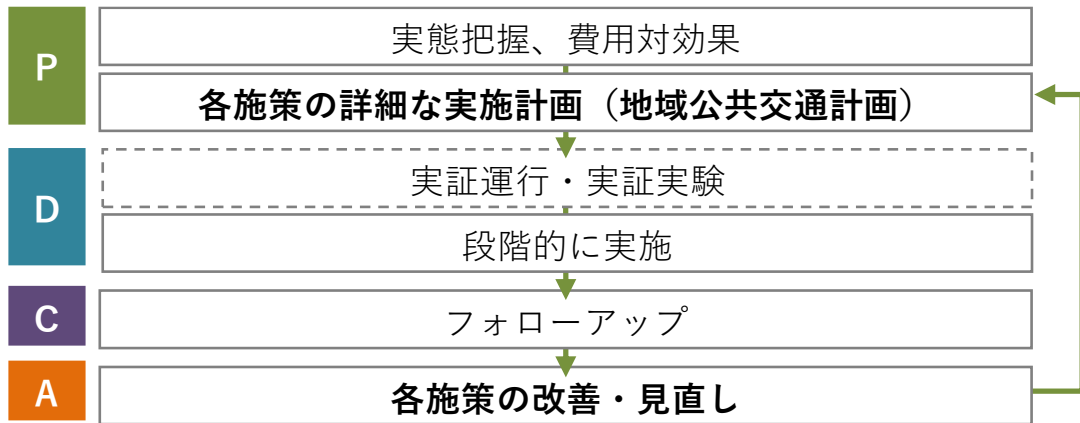 P
実態把握、費用対効果
各施策の詳細な実施計画（地域公共交通計画）
D
実証運行・実証実験
段階的に実施
C
フォローアップ
A
各施策の改善・見直し